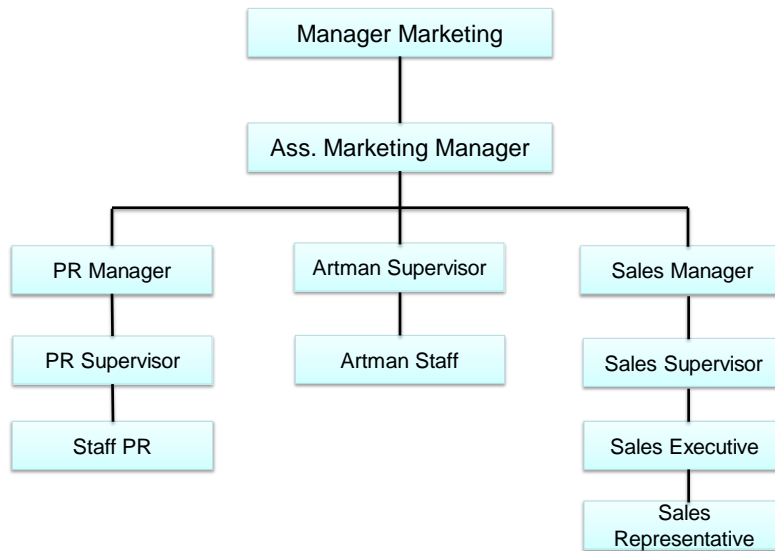 Manager Marketing
Ass. Marketing Manager
PR Manager
Artman Supervisor
Sales Manager
PR Supervisor
Artman Staff
Sales Supervisor
Staff PR
Sales Executive
Sales
Representative